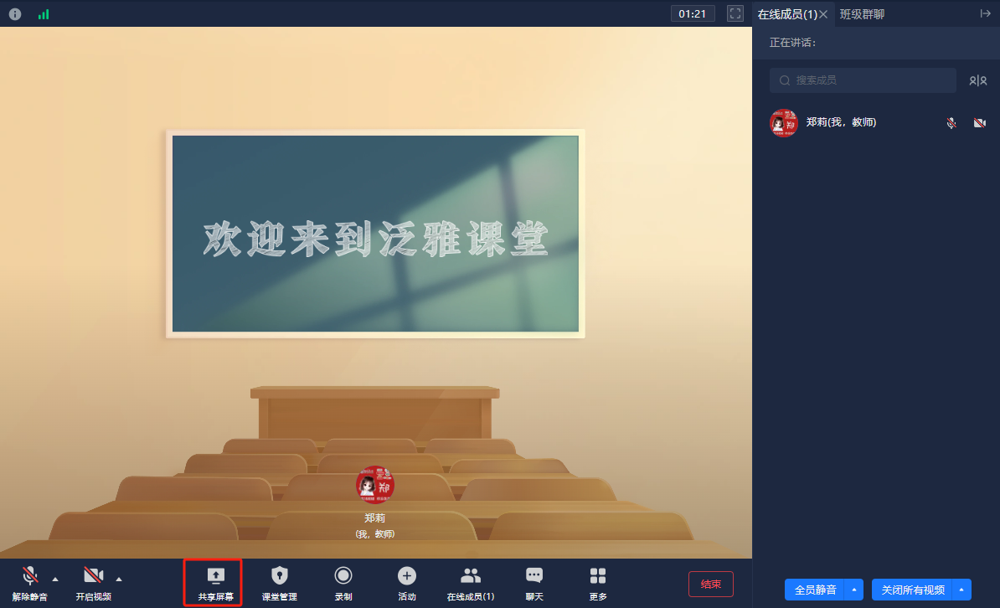 01:21
在线成员(1)
班级群聊
正在讲话:
搜索成员
郑莉(我，教师)
欢迎来到泛雅课堂
郑
郑莉
(我，教师)
解除静音
开启视频
共享屏幕
课堂管理
录制
活动
在线成员(1)
聊天
更多
结束
全员静音
关闭所有视频